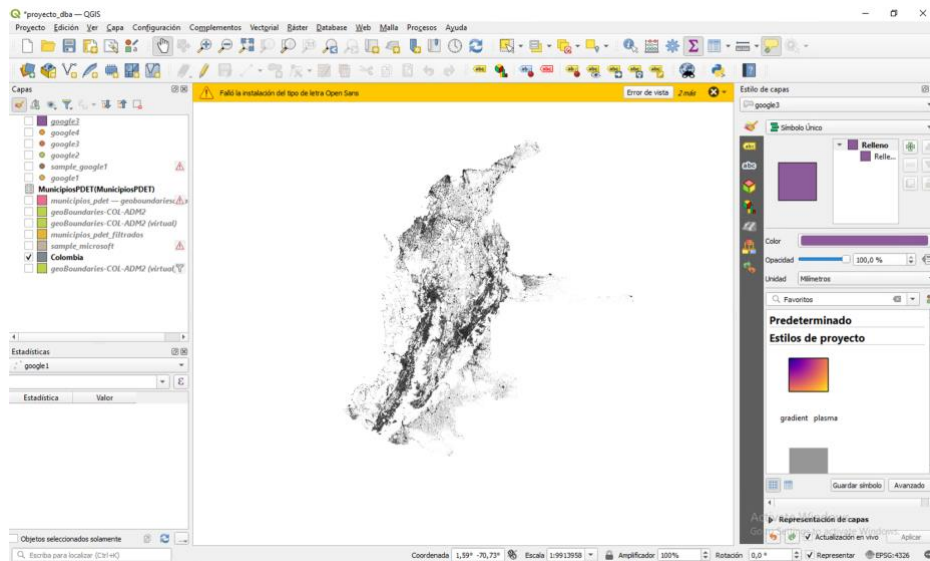 *proyecto_dba — QGIS
Proyecto Edición Ver Capa Configuración Complementos Vectorial Ráster Database Web Malla Procesos Ayuda
Capas
google3
google4
google3
google2
sample_google1
google1
MunicipiosPDET(MunicipiosPDET)
municipios_pdet — geoboundaries
geoBoundaries-COL-ADM2
geoBoundaries-COL-ADM2 (virtual)
municipios_pdet_filtrados
sample_microsoft
Colombia
geoBoundaries-COL-ADM2 (virtual
Estadísticas
google1
Estadística Valor
Objetos seleccionados solamente
Escriba para localizar (Ctrl+K)
Falló la instalación del tipo de letra Open Sans
Error de vista 2 más
Estilo de capas
google3
Símbolo Único
Relleno
Relle...
Color
Opacidad 100,0 %
Unidad Milímetros
Favoritos
Predeterminado
Estilos de proyecto
gradient plasma
Guardar símbolo Avanzado
Representación de capas
Actualización en vivo Aplicar
Coordenada 1,59° -70,73° Escala 1:9913958 Amplificador 100% Rotación 0,0 ° Representar EPSG:4326